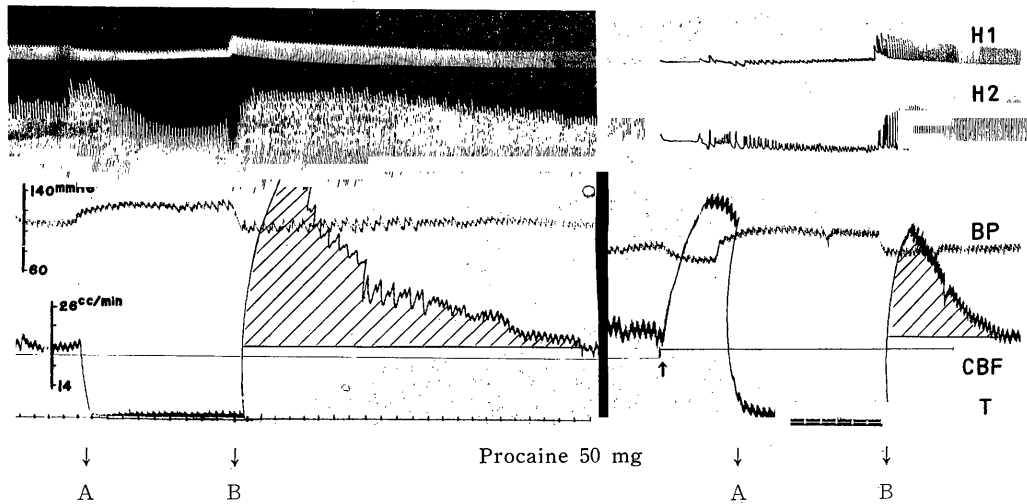 H1
H2
140mmHg
BP
60
26cc/min
14
CBF
T
↑
↓ ↓ Procaine 50 mg ↓ ↓
A B A B